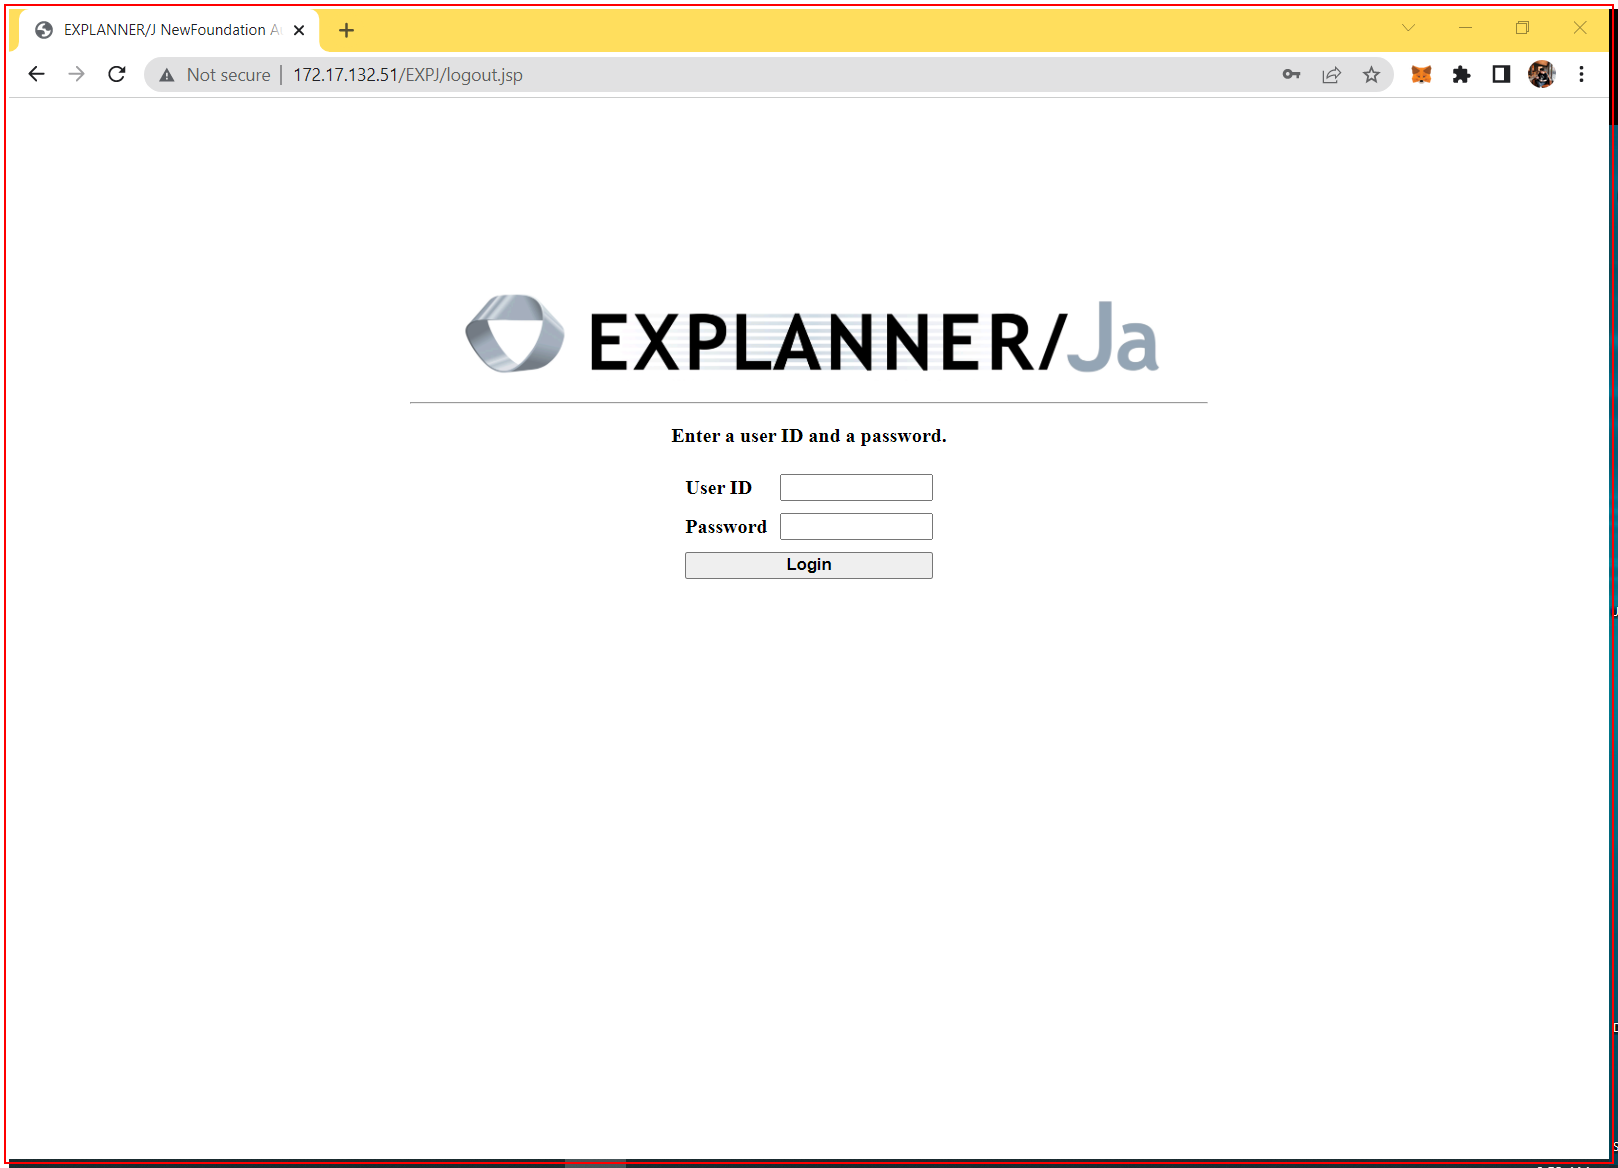 EXPLANNER/J NewFoundation A
Not secure | 172.17.132.51/EXPJ/logout.jsp
EXPLANNER/Ja
Enter a user ID and a password.
User ID
Password
Login